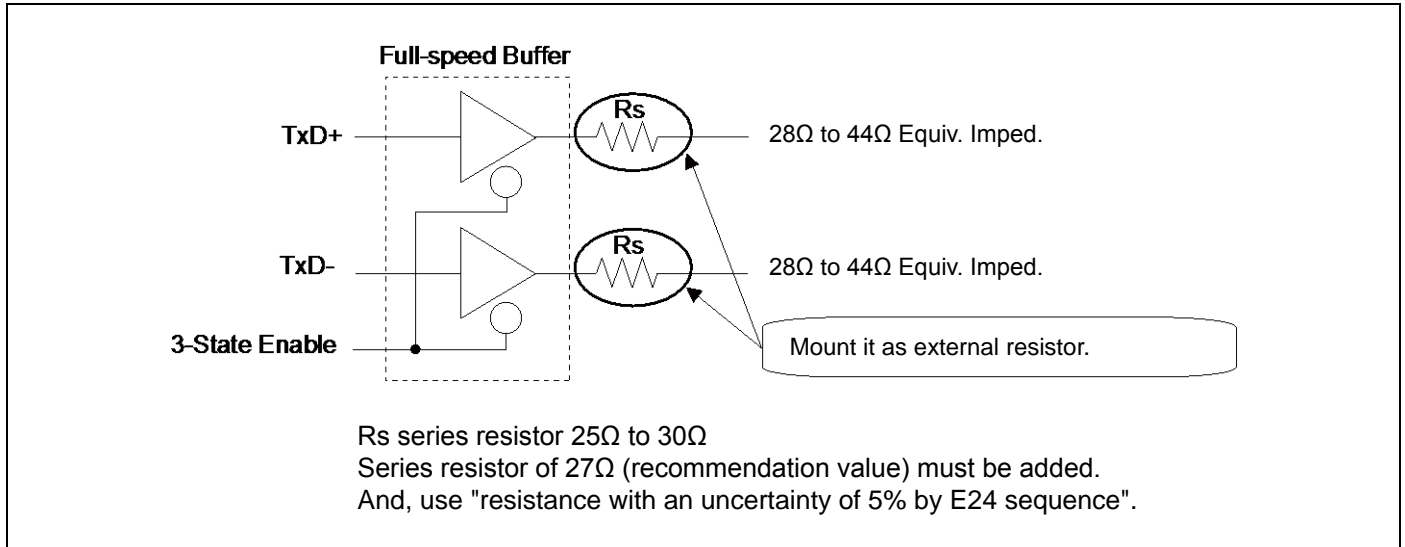 Full-speed Buffer
Rs
TxD+
28Ω to 44Ω Equiv. Imped.
Rs
TxD-
28Ω to 44Ω Equiv. Imped.
3-State Enable
Mount it as external resistor.
Rs series resistor 25Ω to 30Ω
Series resistor of 27Ω (recommendation value) must be added.
And, use "resistance with an uncertainty of 5% by E24 sequence".